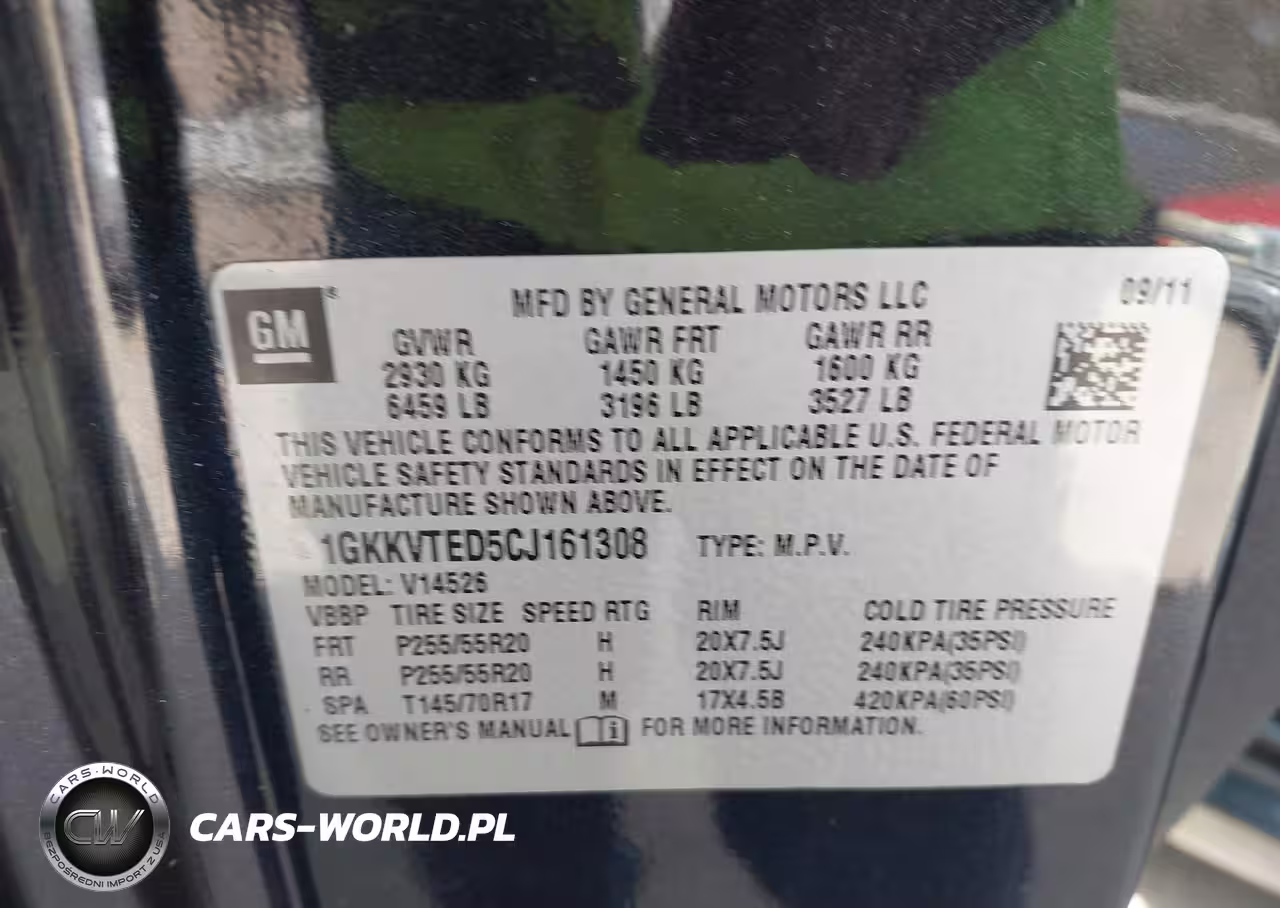 GM
MFD BY GENERAL MOTORS LLC 09/11
GVWR GAWR FRT GAWR RR
2930 KG 1450 KG 1600 KG
6459 LB 3196 LB 3527 LB
THIS VEHICLE CONFORMS TO ALL APPLICABLE U.S. FEDERAL MOTOR
VEHICLE SAFETY STANDARDS IN EFFECT ON THE DATE OF
MANUFACTURE SHOWN ABOVE.
1GKKVTED5CJ161308 TYPE: M.P.V.
MODEL: V14526
VBBP TIRE SIZE SPEED RTG RIM COLD TIRE PRESSURE
FRT P255/55R20 H 20X7.5J 240KPA(35PSI)
RR P255/55R20 H 20X7.5J 240KPA(35PSI)
SPA T145/70R17 M 17X4.5B 420KPA(60PSI)
SEE OWNER'S MANUAL i FOR MORE INFORMATION.
CARS-WORLD
CW
BEZPOŚREDNI IMPORT Z USA
CARS-WORLD.PL